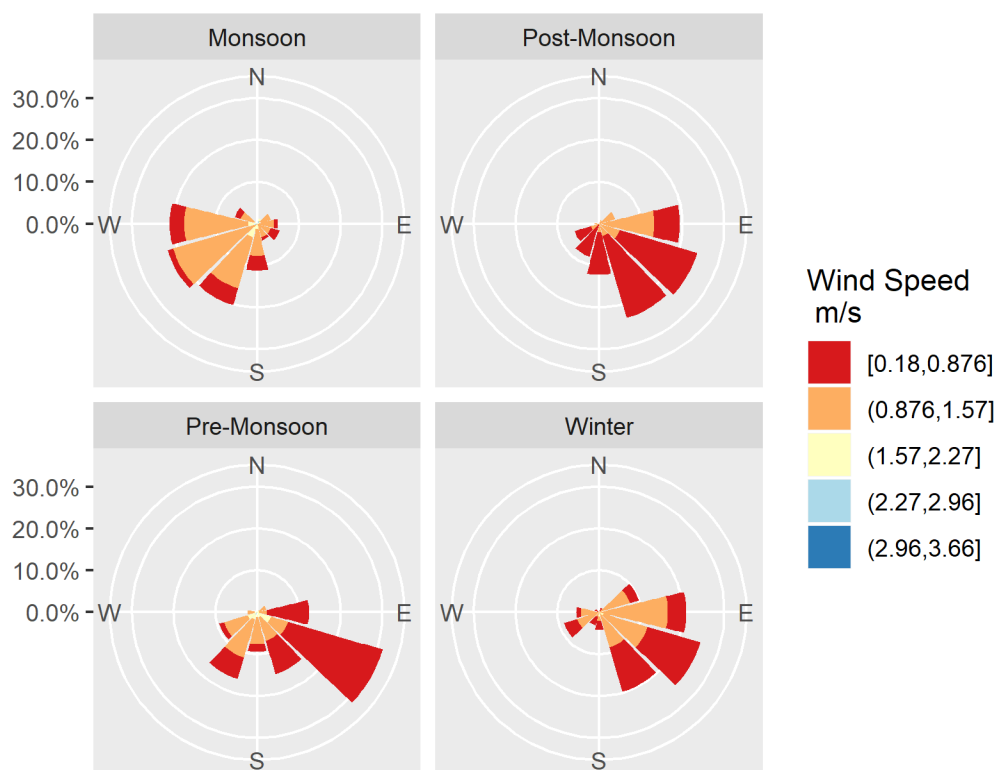 Monsoon
Post-Monsoon
N
N
30.0%
20.0%
10.0%
0.0%
W
E
W
E
S
S
Pre-Monsoon
Winter
N
N
30.0%
20.0%
10.0%
0.0%
W
E
W
E
S
S
Wind Speed
m/s
[0.18,0.876]
(0.876,1.57]
(1.57,2.27]
(2.27,2.96]
(2.96,3.66]